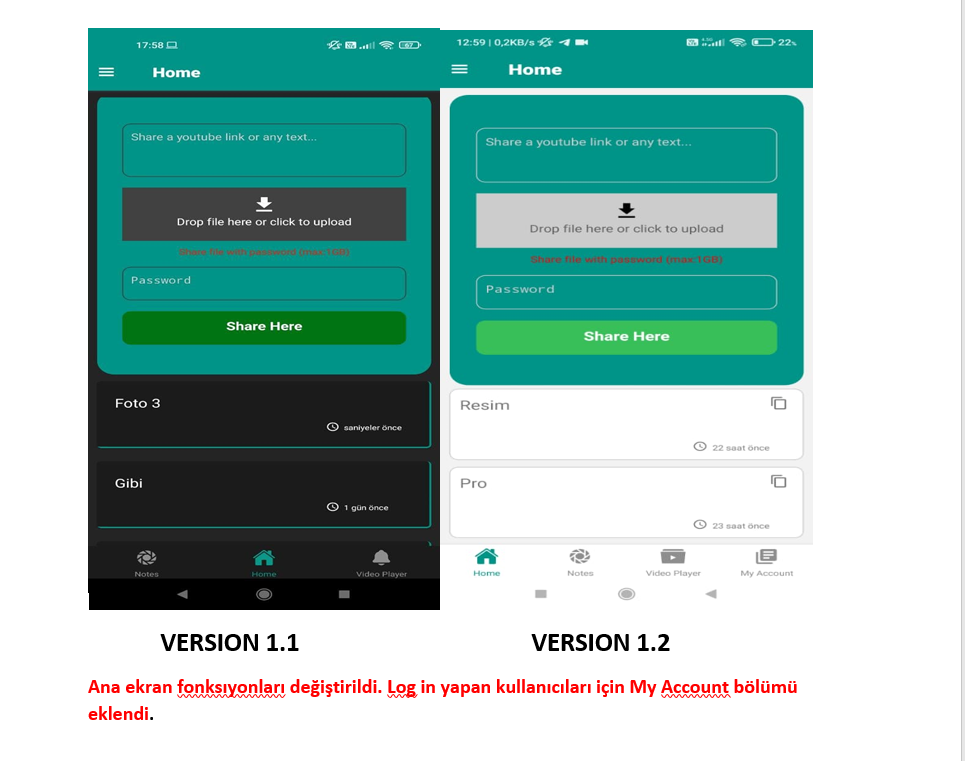 17:58
67
Home
Share a youtube link or any text...
Drop file here or click to upload
Share file with password (max:1GB)
Password
Share Here
Foto 3
saniyeler önce
Gibi
1 gün önce
Notes
Home
Video Player
12:59 | 0,2KB/s
22%
Home
Share a youtube link or any text...
Drop file here or click to upload
Share file with password (max:1GB)
Password
Share Here
Resim
22 saat önce
Pro
23 saat önce
Home
Notes
Video Player
My Account
VERSION 1.1
VERSION 1.2
Ana ekran fonksıyonları değiştirildi. Log in yapan kullanıcıları için My Account bölümü
eklendi.